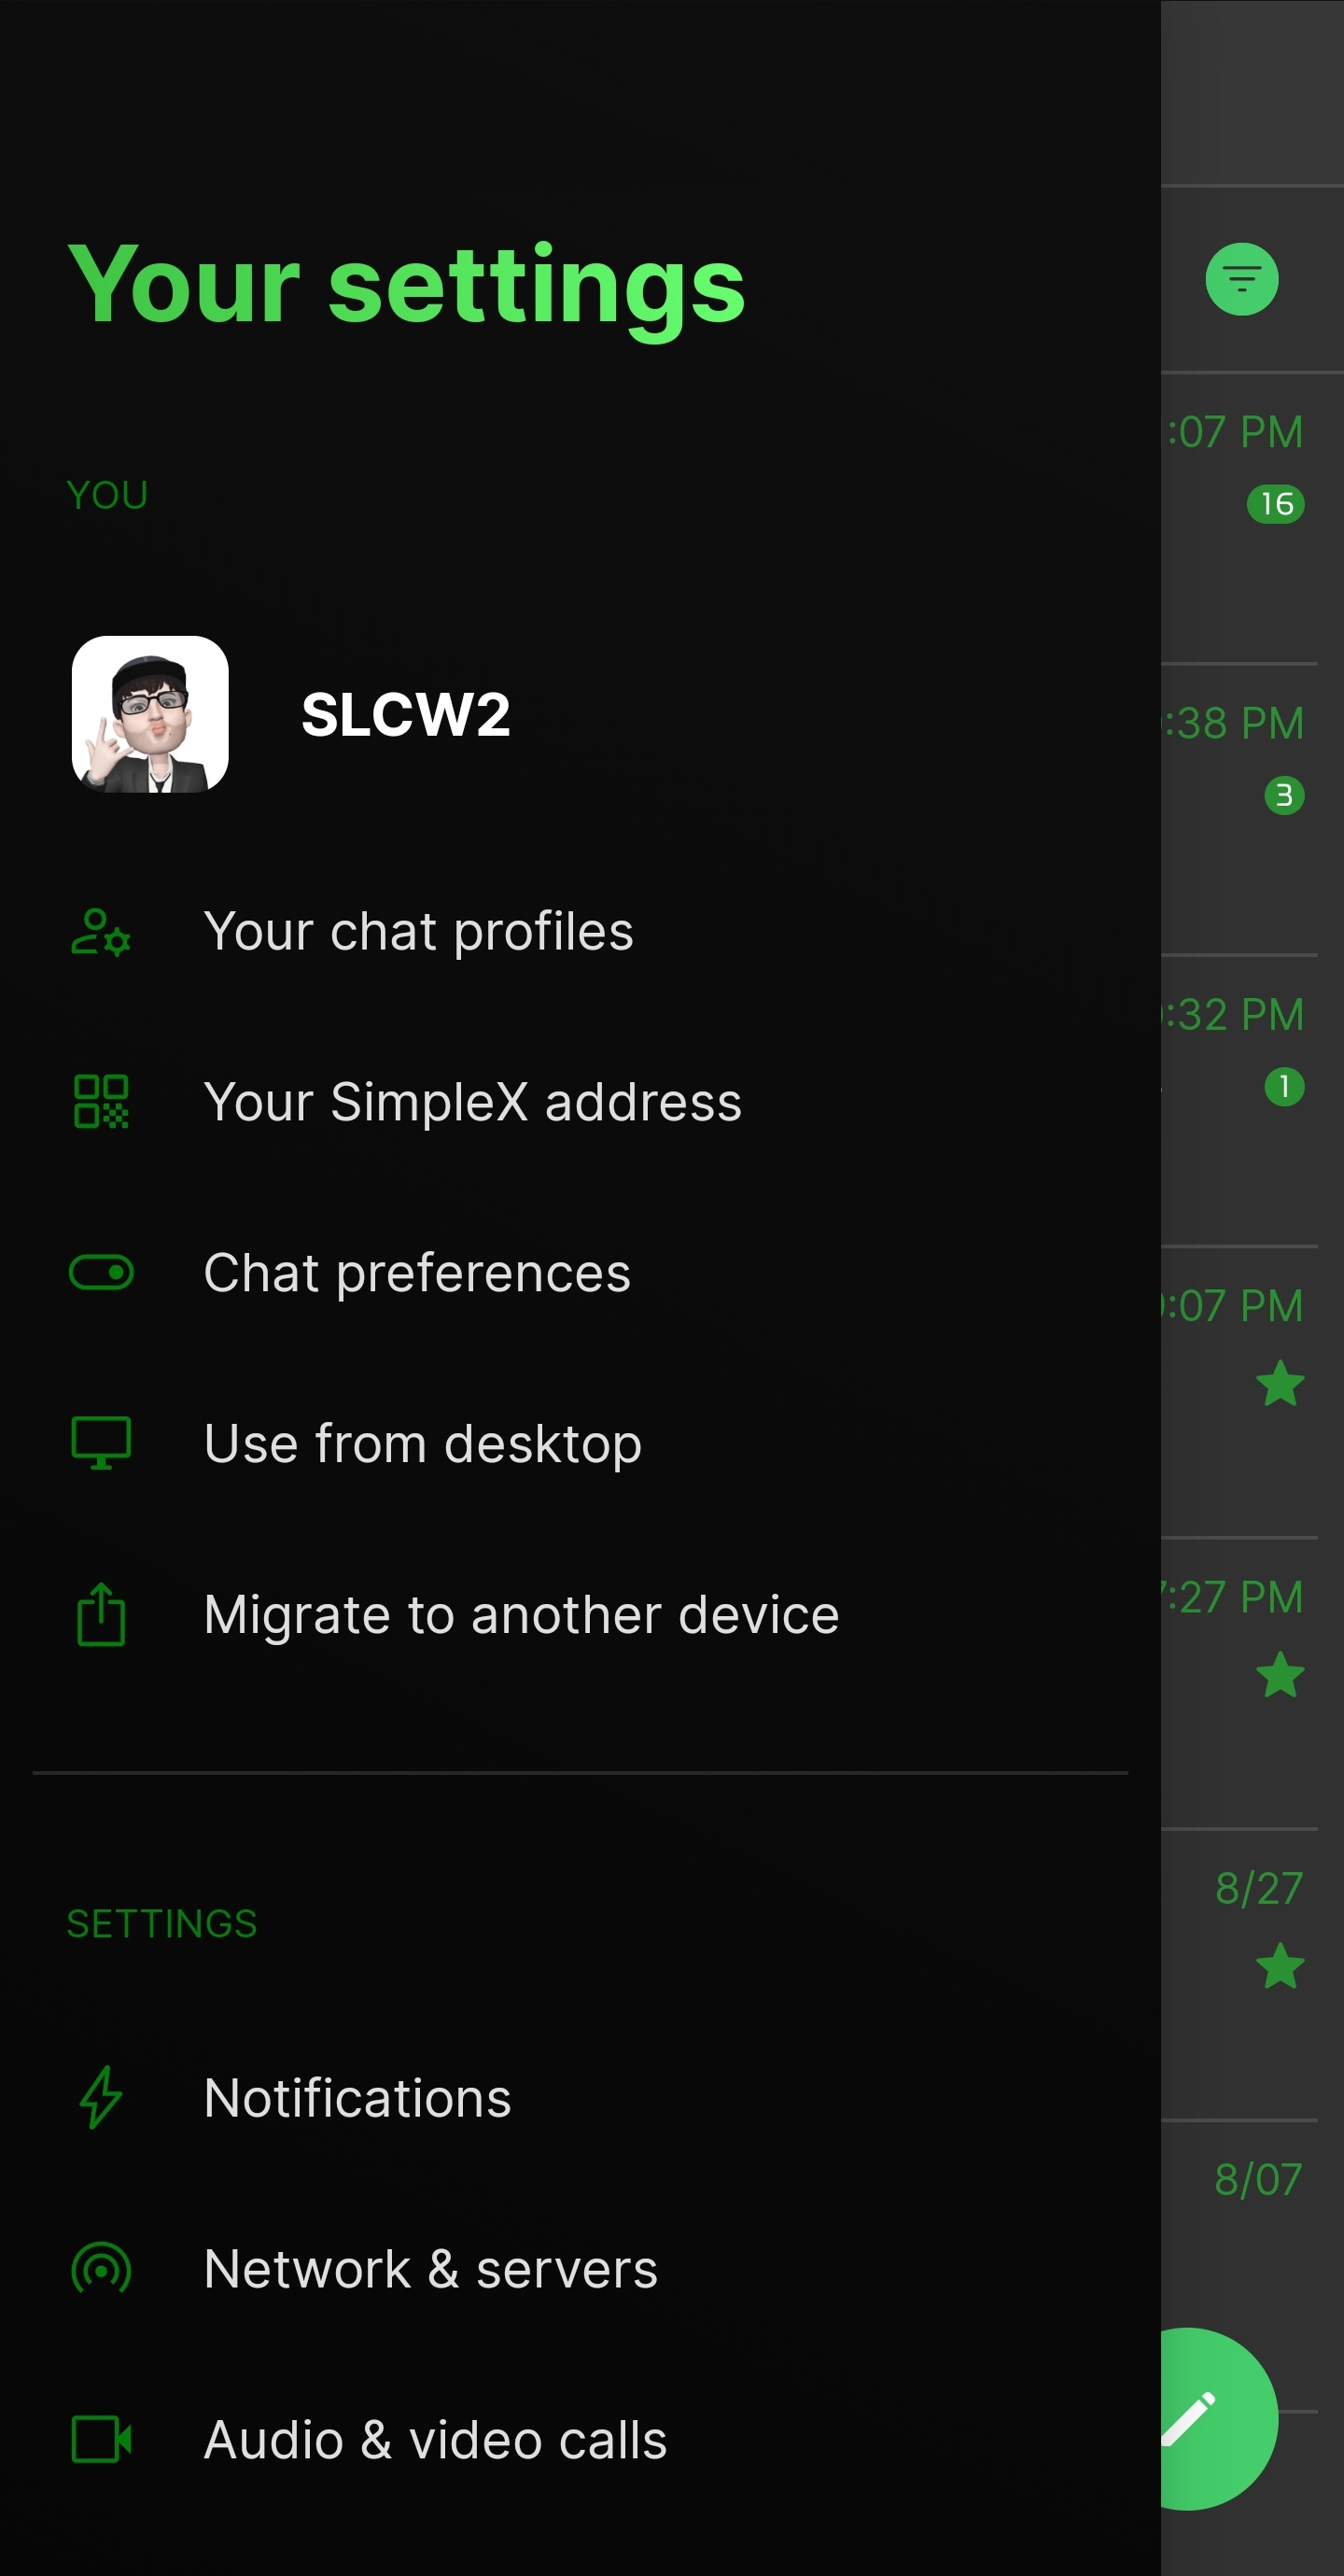 Your settings
YOU
:07 PM
16
SLCW2
:38 PM
3
Your chat profiles
:32 PM
Your SimpleX address
1
Chat preferences
:07 PM
Use from desktop
Migrate to another device
:27 PM
8/27
SETTINGS
Notifications
8/07
Network & servers
Audio & video calls